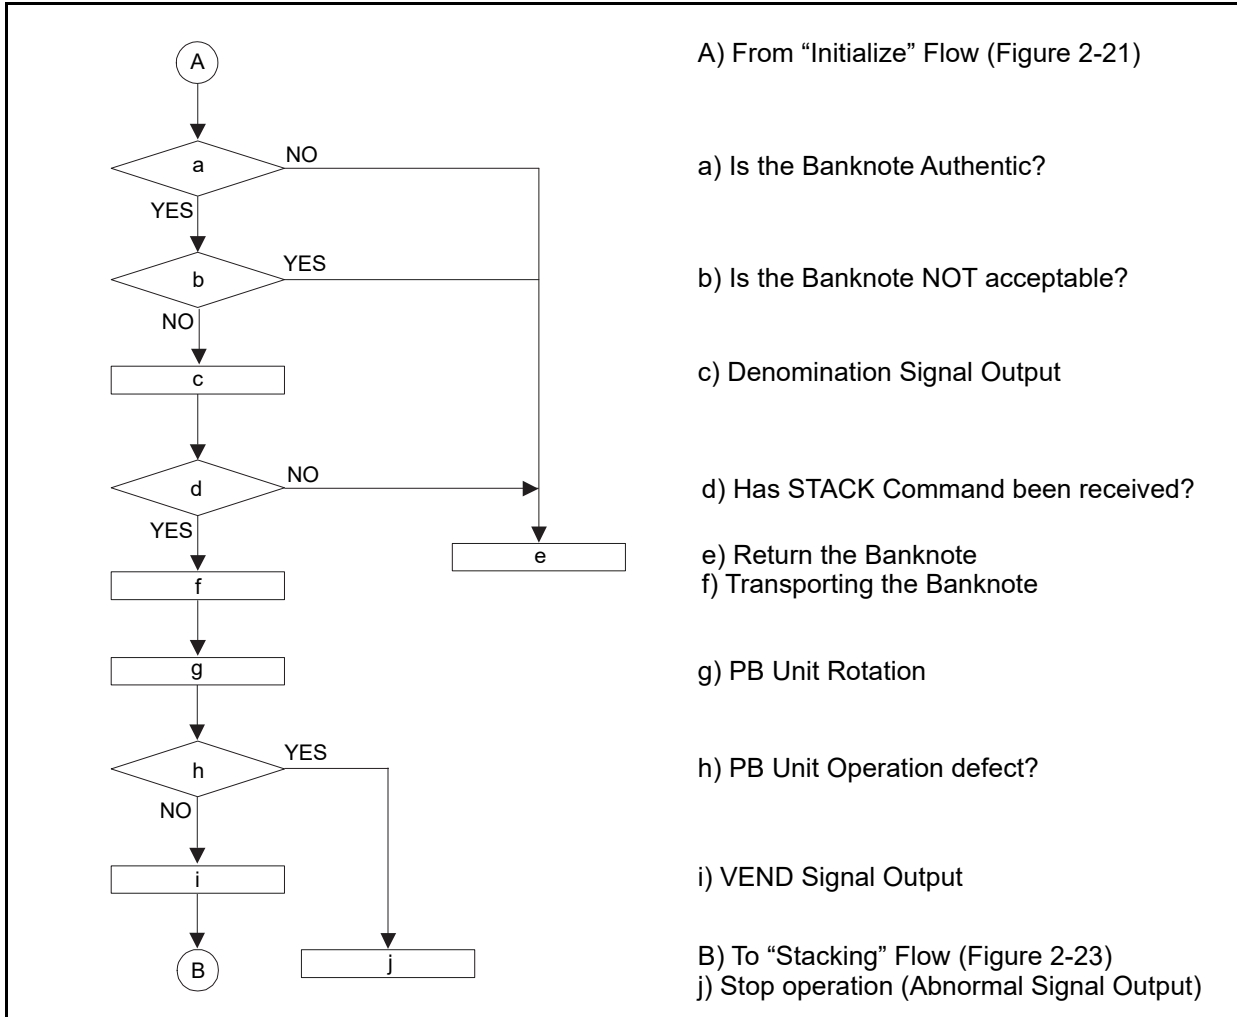 A
A) From “Initialize” Flow (Figure 2-21)
a
NO
a) Is the Banknote Authentic?
YES
b
YES
b) Is the Banknote NOT acceptable?
NO
c
c) Denomination Signal Output
d
NO
d) Has STACK Command been received?
YES
e
e) Return the Banknote
f
f) Transporting the Banknote
g
g) PB Unit Rotation
h
YES
h) PB Unit Operation defect?
NO
i
i) VEND Signal Output
B
j
B) To “Stacking” Flow (Figure 2-23)
j) Stop operation (Abnormal Signal Output)